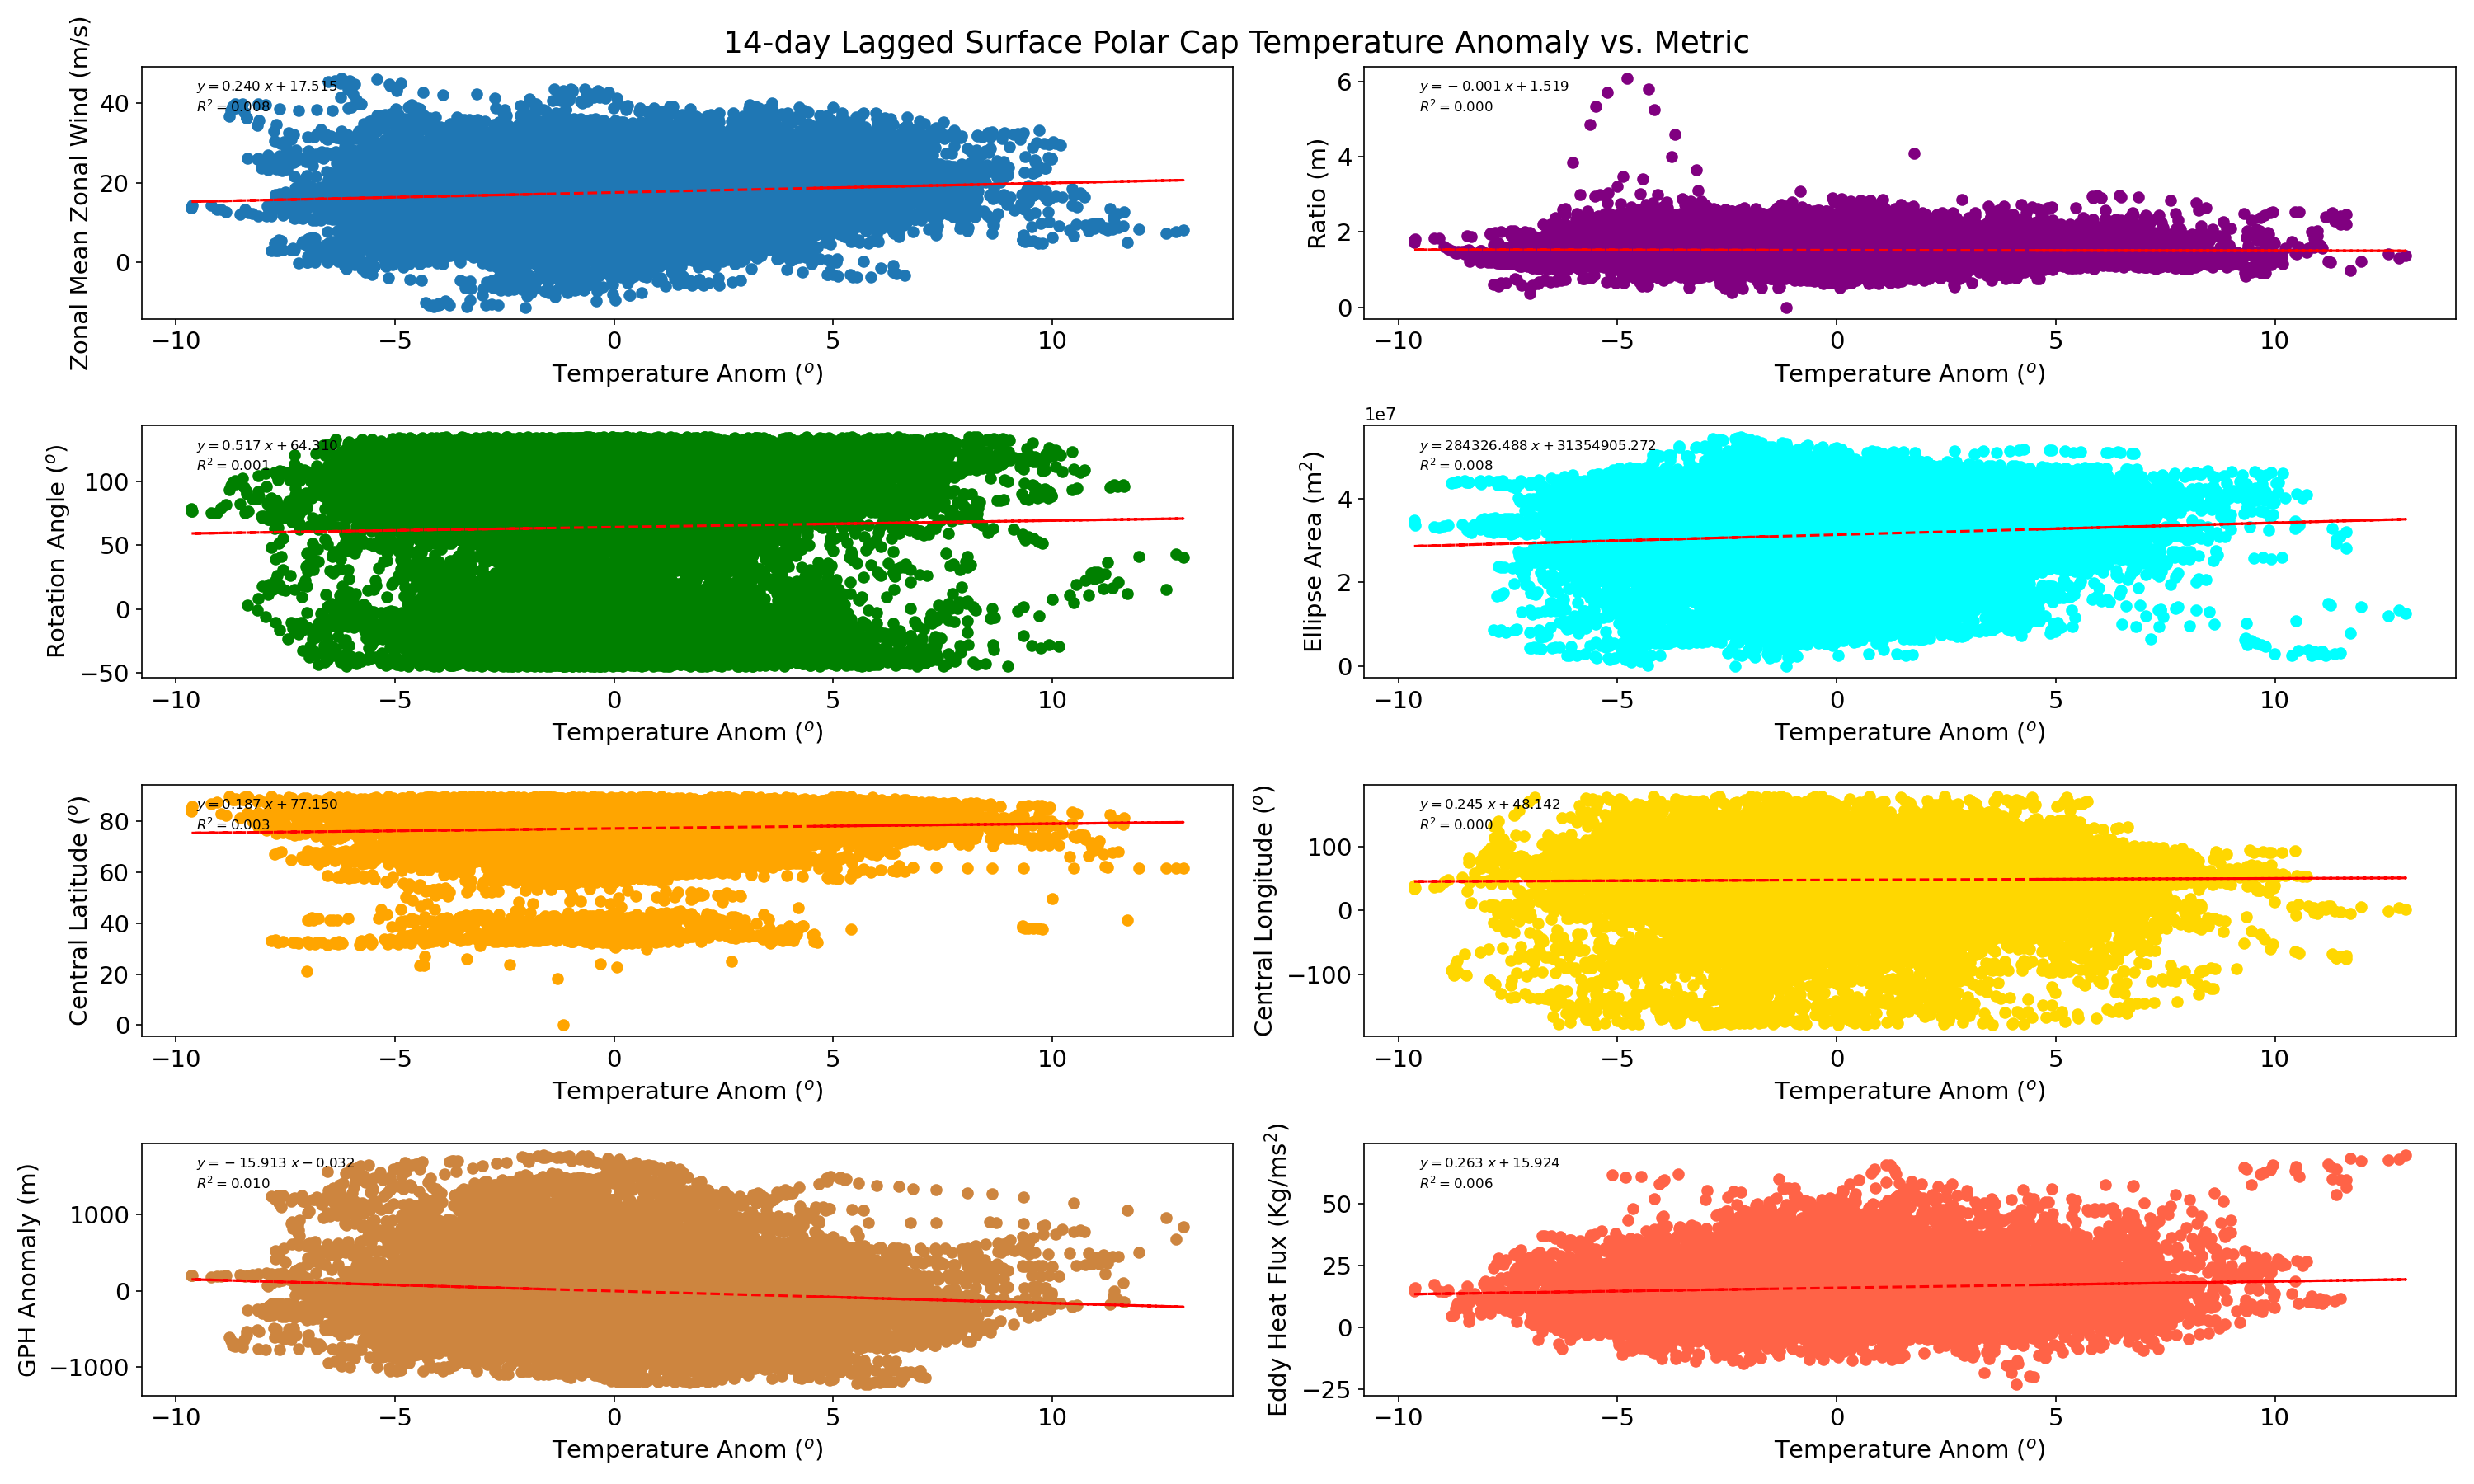 14-day Lagged Surface Polar Cap Temperature Anomaly vs. Metric
Zonal Mean Zonal Wind (m/s)
y = 0.240 x + 17.515
R² = 0.008
40
20
0
−10 −5 0 5 10
Temperature Anom (°)
Ratio (m)
y = − 0.001 x + 1.519
R² = 0.000
6
4
2
0
−10 −5 0 5 10
Temperature Anom (°)
Rotation Angle (°)
y = 0.517 x + 64.310
R² = 0.001
100
50
0
−50
−10 −5 0 5 10
Temperature Anom (°)
1e7
Ellipse Area (m²)
y = 284326.488 x + 31354905.272
R² = 0.008
4
2
0
−10 −5 0 5 10
Temperature Anom (°)
Central Latitude (°)
y = 0.187 x + 77.150
R² = 0.003
80
60
40
20
0
−10 −5 0 5 10
Temperature Anom (°)
Central Longitude (°)
y = 0.245 x + 48.142
R² = 0.000
100
0
−100
−10 −5 0 5 10
Temperature Anom (°)
GPH Anomaly (m)
y = − 15.913 x − 0.032
R² = 0.010
1000
0
−1000
−10 −5 0 5 10
Temperature Anom (°)
Eddy Heat Flux (Kg/ms²)
y = 0.263 x + 15.924
R² = 0.006
50
25
0
−25
−10 −5 0 5 10
Temperature Anom (°)